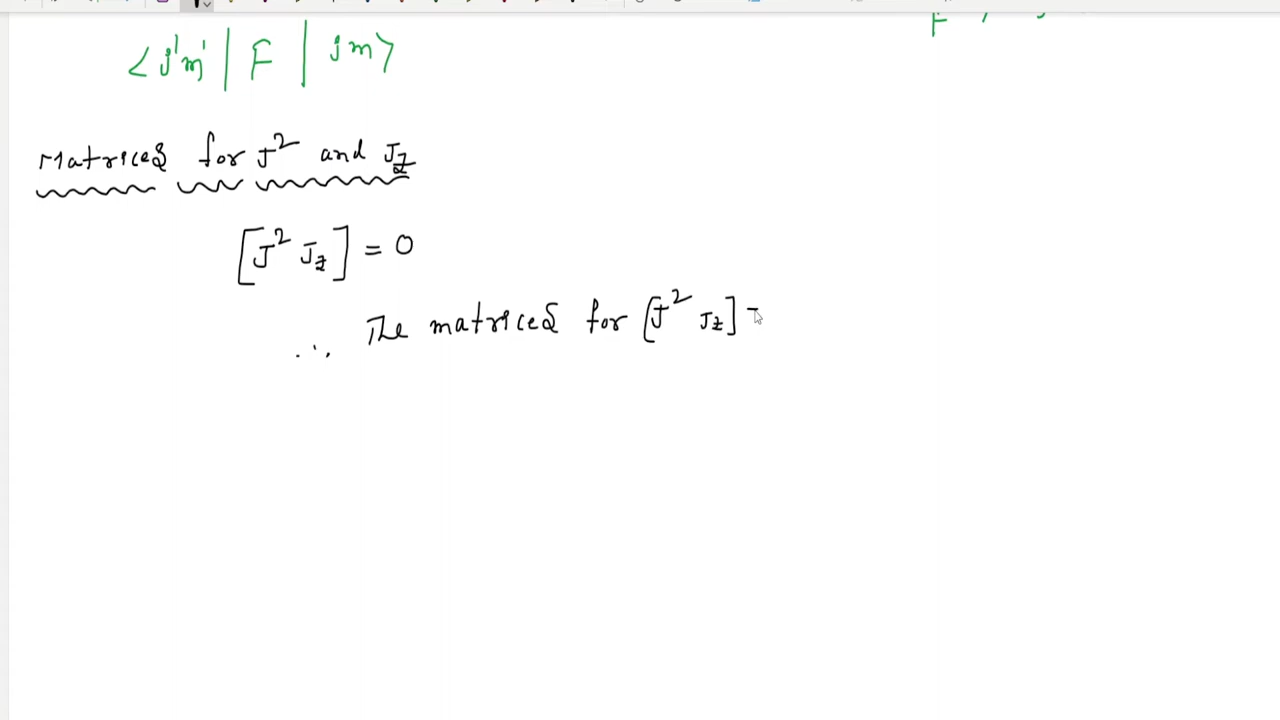 <j'm'| F | jm>
Matrices for J² and Jz
[J² Jz] = 0
∴ The matrices for [J² Jz]